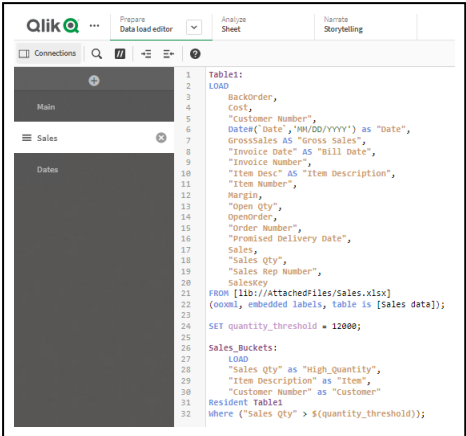 Qlik Q ... Prepare Analyze Narrate
Data load editor Sheet Storytelling
Connections
Main
Sales
Dates
1 Table1:
2 LOAD
3 BackOrder,
4 Cost,
5 "Customer Number",
6 Date#(`Date`,'MM/DD/YYYY') as "Date",
7 GrossSales AS "Gross Sales",
8 "Invoice Date" AS "Bill Date",
9 "Invoice Number",
10 "Item Desc" AS "Item Description",
11 "Item Number",
12 Margin,
13 "Open Qty",
14 OpenOrder,
15 "Order Number",
16 "Promised Delivery Date",
17 Sales,
18 "Sales Qty",
19 "Sales Rep Number",
20 SalesKey
21 FROM [lib://AttachedFiles/Sales.xlsx]
22 (ooxml, embedded labels, table is [Sales data]);
23
24 SET quantity_threshold = 12000;
25
26 Sales_Buckets:
27 LOAD
28 "Sales Qty" as "High_Quantity",
29 "Item Description" as "Item",
30 "Customer Number" as "Customer"
31 Resident Table1
32 Where ("Sales Qty" > $(quantity_threshold));